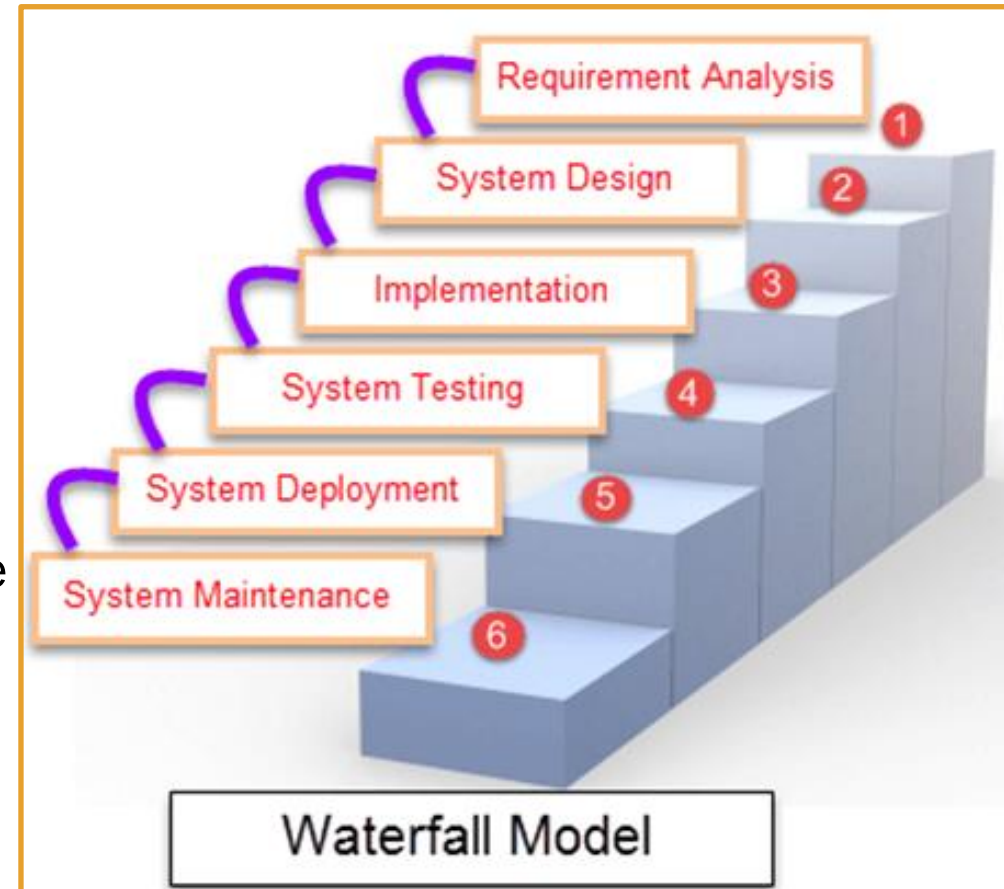 Requirement Analysis
1
System Design
2
Implementation
3
System Testing
4
System Deployment
5
e
System Maintenance
6
Waterfall Model